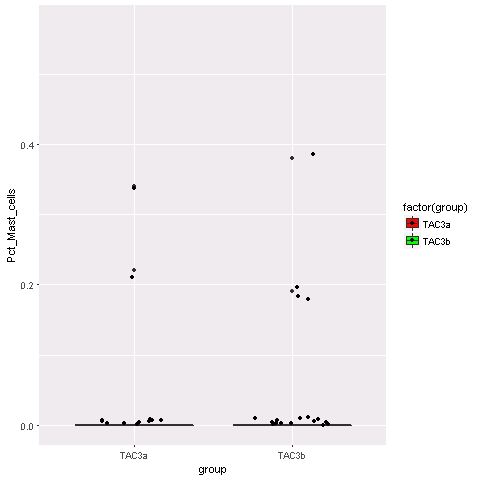 Pct_Mast_cells
0.4
0.2
0.0
TAC3a
TAC3b
group
factor(group)
TAC3a
TAC3b